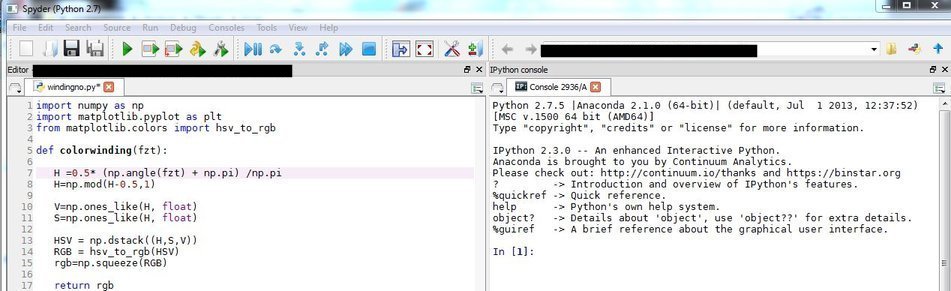 Spyder (Python 2.7)
File Edit Search Source Run Debug Consoles Tools View Help
Editor -
IPython console
windingno.py*
Console 2936/A
1 import numpy as np
2 import matplotlib.pyplot as plt
3 from matplotlib.colors import hsv_to_rgb
4
5 def colorwinding(fzt):
6
7 H =0.5* (np.angle(fzt) + np.pi) /np.pi
8 H=np.mod(H-0.5,1)
9
10 V=np.ones_like(H, float)
11 S=np.ones_like(H, float)
12
13 HSV = np.dstack((H,S,V))
14 RGB = hsv_to_rgb(HSV)
15 rgb=np.squeeze(RGB)
16
17 return rgb
Python 2.7.5 |Anaconda 2.1.0 (64-bit)| (default, Jul 1 2013, 12:37:52)
[MSC v.1500 64 bit (AMD64)]
Type "copyright", "credits" or "license" for more information.
IPython 2.3.0 -- An enhanced Interactive Python.
Anaconda is brought to you by Continuum Analytics.
Please check out: http://continuum.io/thanks and https://binstar.org
? -> Introduction and overview of IPython's features.
%quickref -> Quick reference.
help -> Python's own help system.
object? -> Details about 'object', use 'object??' for extra details.
%guiref -> A brief reference about the graphical user interface.
In [1]: